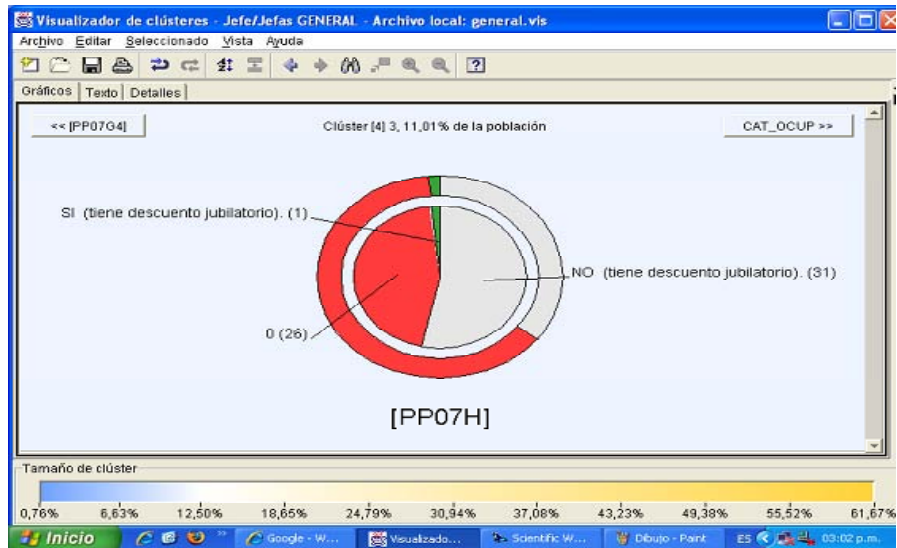 Visualizador de clústeres - Jefe/Jefas GENERAL - Archivo local: general.vis
Archivo Editar Seleccionado Vista Ayuda
Gráficos Texto Detalles
<< [PP07G4] Clúster [4] 3, 11,01% de la población CAT_OCUP >>
SI (tiene descuento jubilatorio). (1)
NO (tiene descuento jubilatorio). (31)
0 (26)
[PP07H]
Tamaño de clúster
0,76% 6,63% 12,50% 18,65% 24,79% 30,94% 37,08% 43,23% 49,38% 55,52% 61,67%
Inicio Google - W... Visualizado... Scientific W... Dibujo - Paint ES 03:02 p.m.